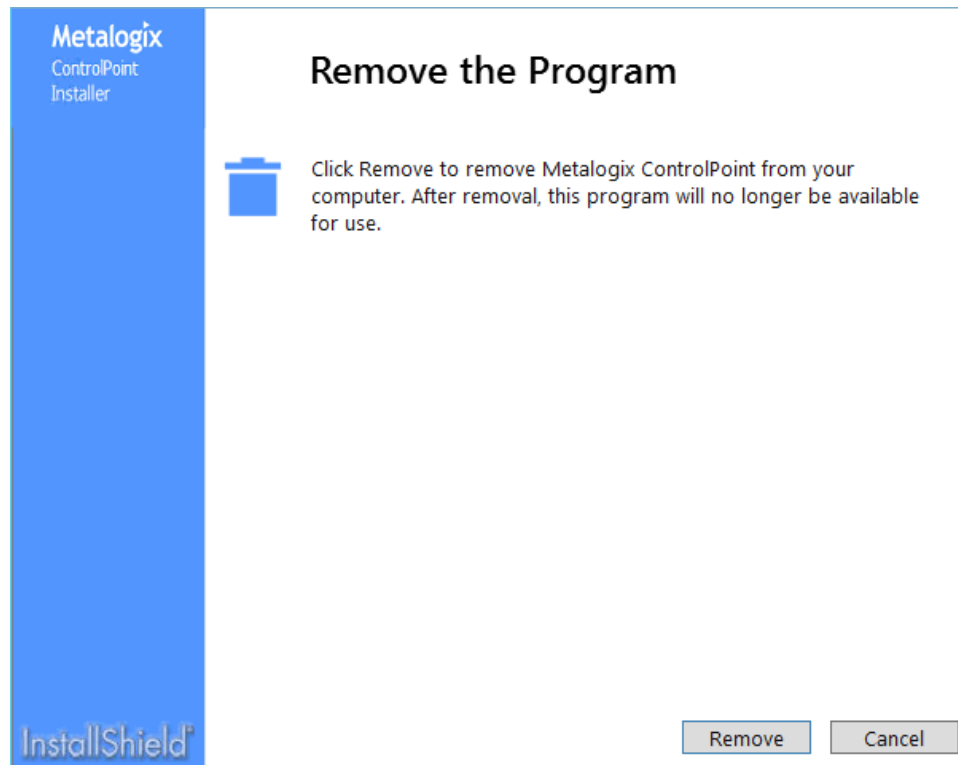 Metalogix
ControlPoint
Installer
Remove the Program
Click Remove to remove Metalogix ControlPoint from your
computer. After removal, this program will no longer be available
for use.
InstallShield®
Remove
Cancel